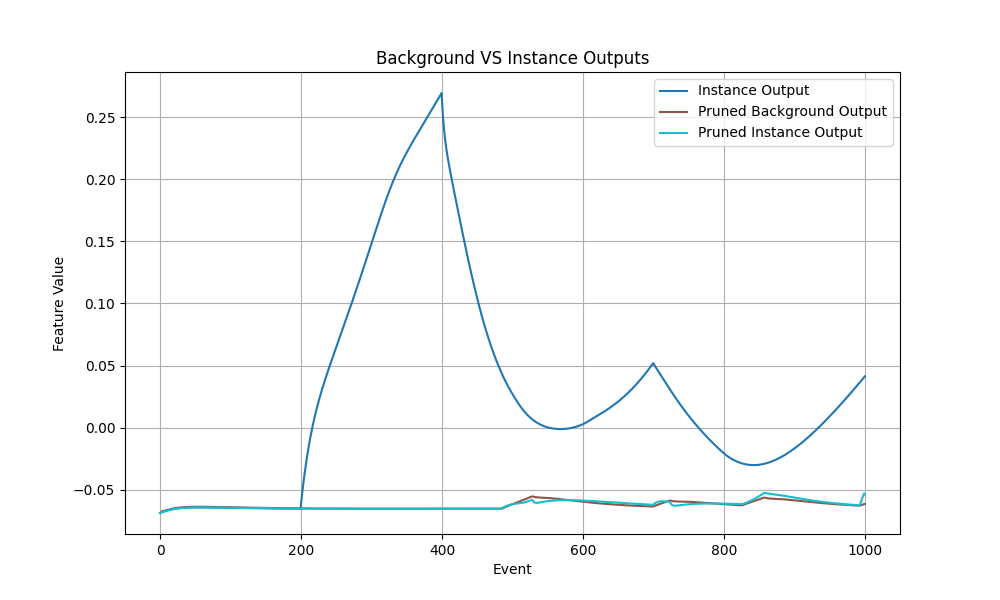 Background VS Instance Outputs
Instance Output
Pruned Background Output
Pruned Instance Output
Feature Value
0.25
0.20
0.15
0.10
0.05
0.00
−0.05
0 200 400 600 800 1000
Event